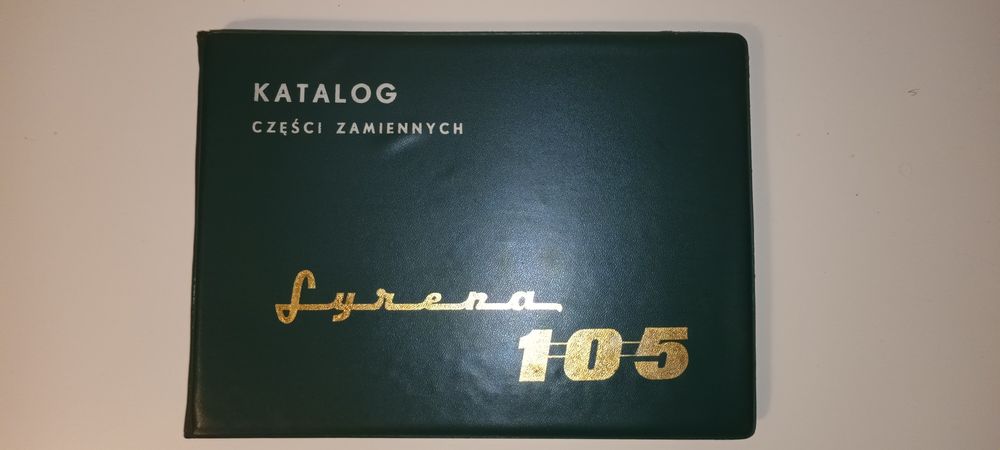 KATALOG
CZĘŚCI ZAMIENNYCH
Syrena
105